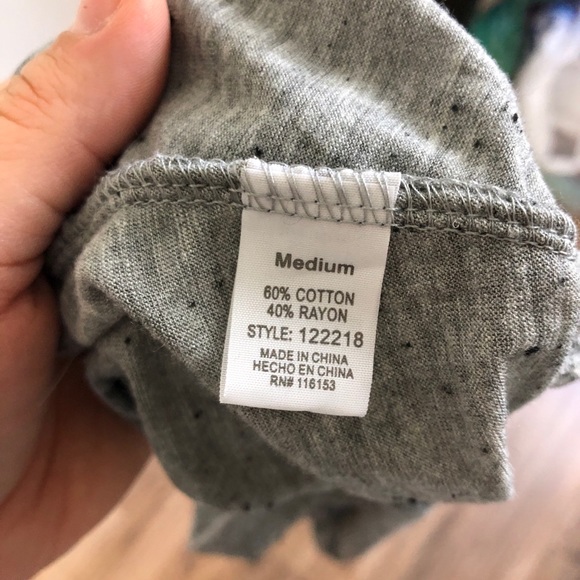 Medium
60% COTTON
40% RAYON
STYLE: 122218
MADE IN CHINA
HECHO EN CHINA
RN# 116153